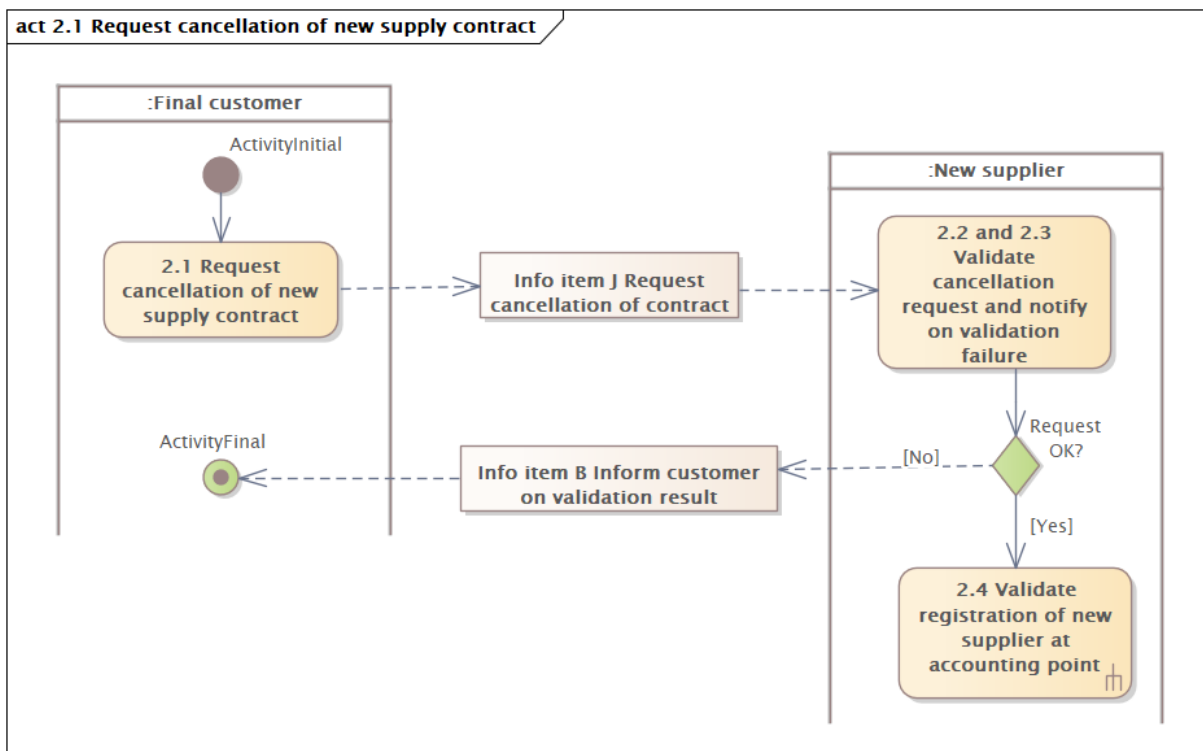 act 2.1 Request cancellation of new supply contract
:Final customer
ActivityInitial
2.1 Request
cancellation of new
supply contract
Info item J Request
cancellation of contract
:New supplier
2.2 and 2.3
Validate
cancellation
request and notify
on validation
failure
Request
OK?
[No]
Info item B Inform customer
on validation result
ActivityFinal
[Yes]
2.4 Validate
registration of new
supplier at
accounting point